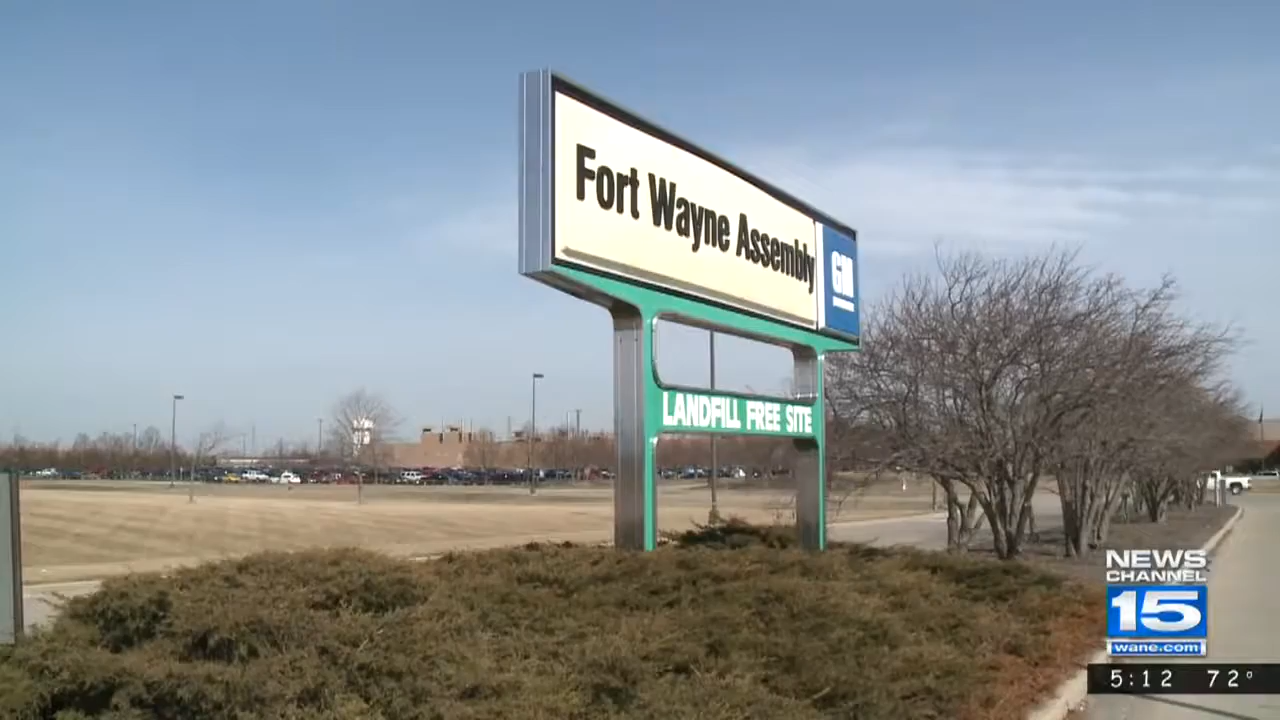 Fort Wayne Assembly
GM
LANDFILL FREE SITE
NEWS
CHANNEL
15
wane.com
5:12 72°